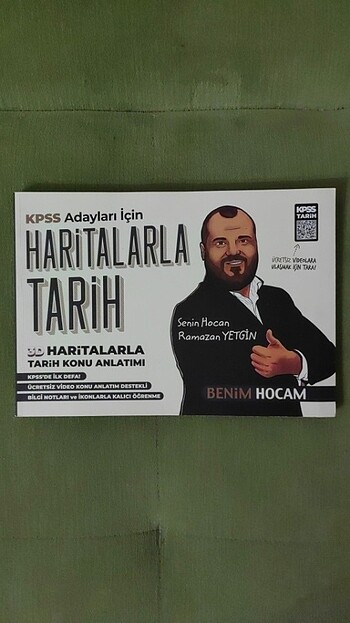 KPSS Adayları İçin
HARİTALARLA
TARİH
3D HARİTALARLA
TARİH KONU ANLATIMI
KPSS'DE İLK DEFA!
ÜCRETSİZ VİDEO KONU ANLATIM DESTEKLİ
BİLGİ NOTLARI ve İKONLARLA KALICI ÖĞRENME
KPSS
TARİH
ÜCRETSİZ VİDEOLARA
ULAŞMAK İÇİN TARA!
Senin Hocan
Ramazan YETGİN
BENİM HOCAM